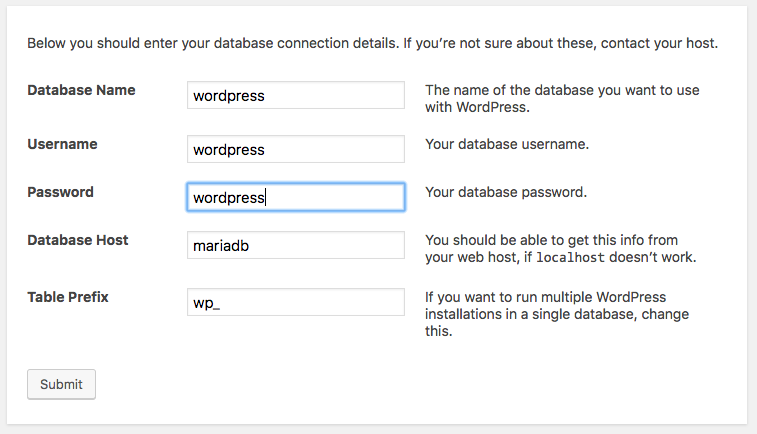 Below you should enter your database connection details. If you’re not sure about these, contact your host.
Database Name
wordpress
The name of the database you want to use
with WordPress.
Username
wordpress
Your database username.
Password
wordpress
Your database password.
Database Host
mariadb
You should be able to get this info from
your web host, if localhost doesn’t work.
Table Prefix
wp_
If you want to run multiple WordPress
installations in a single database, change
this.
Submit